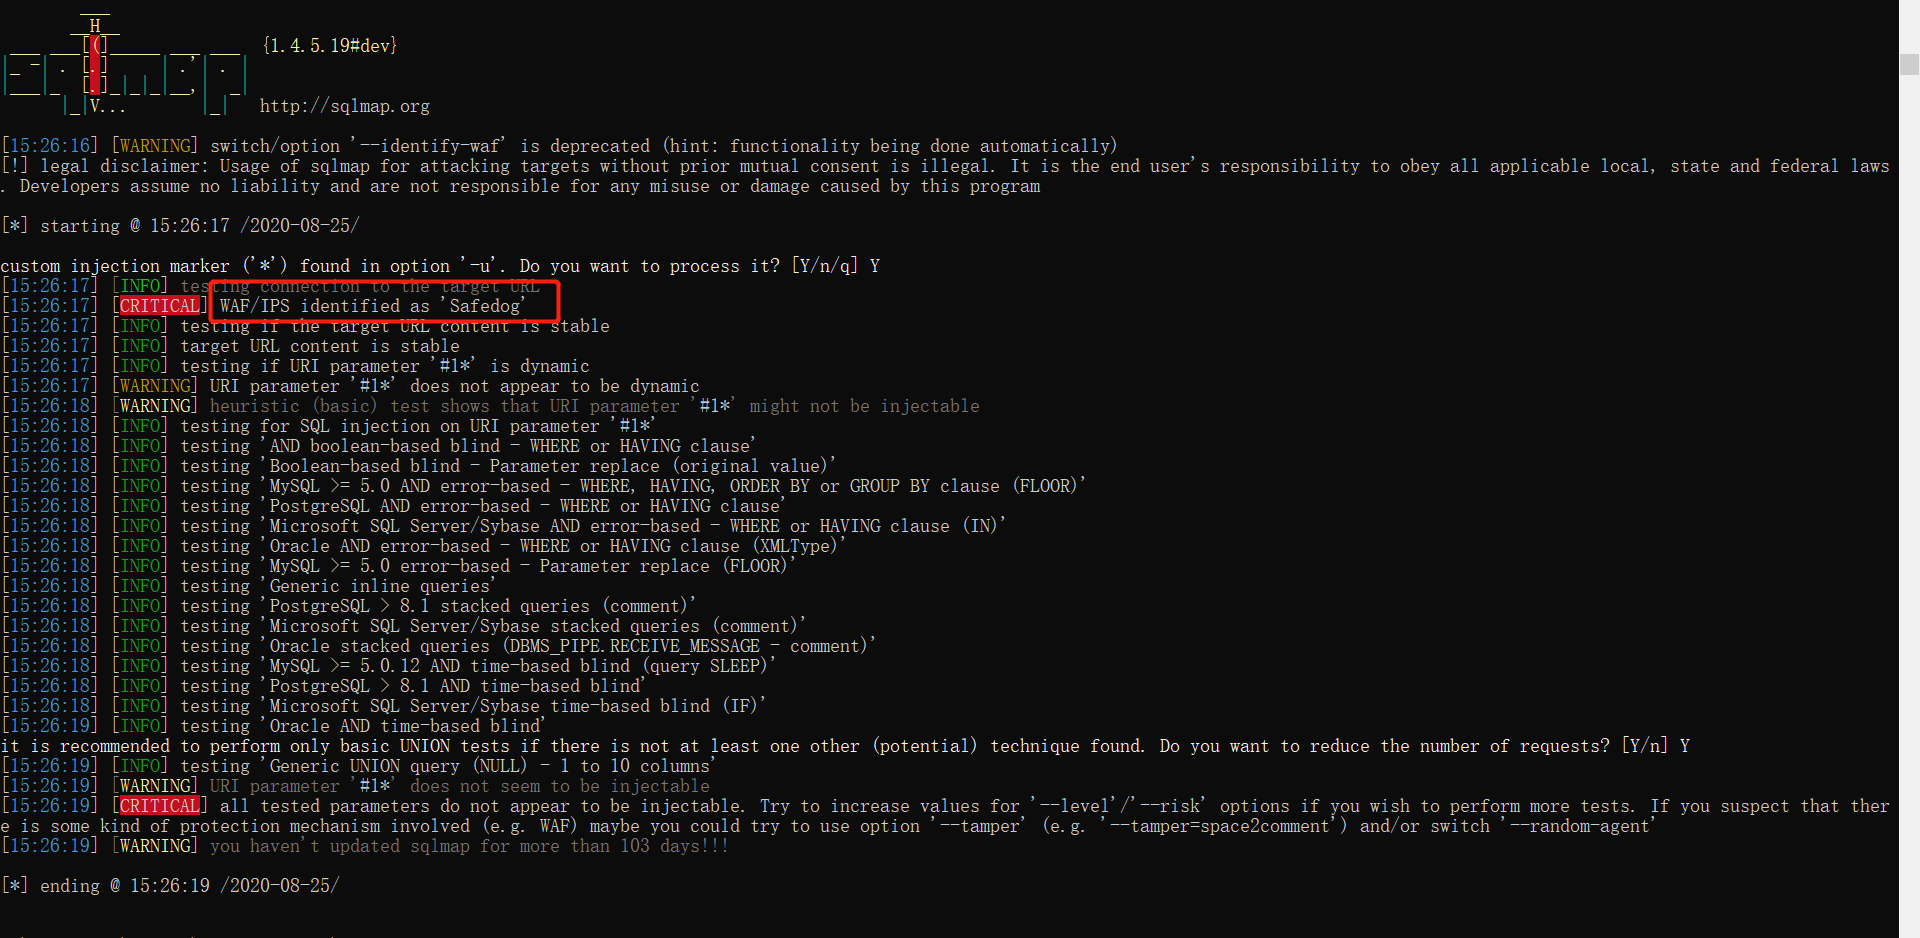 {1.4.5.19#dev}
http://sqlmap.org
[15:26:16] [WARNING] switch/option '--identify-waf' is deprecated (hint: functionality being done automatically)
[!] legal disclaimer: Usage of sqlmap for attacking targets without prior mutual consent is illegal. It is the end user's responsibility to obey all applicable local, state and federal laws
. Developers assume no liability and are not responsible for any misuse or damage caused by this program
[*] starting @ 15:26:17 /2020-08-25/
custom injection marker ('*') found in option '-u'. Do you want to process it? [Y/n/q] Y
[15:26:17] [INFO] testing connection to the target URL
[15:26:17] [CRITICAL] WAF/IPS identified as 'Safedog'
[15:26:17] [INFO] testing if the target URL content is stable
[15:26:17] [INFO] target URL content is stable
[15:26:17] [INFO] testing if URI parameter '#1*' is dynamic
[15:26:17] [WARNING] URI parameter '#1*' does not appear to be dynamic
[15:26:18] [WARNING] heuristic (basic) test shows that URI parameter '#1*' might not be injectable
[15:26:18] [INFO] testing for SQL injection on URI parameter '#1*'
[15:26:18] [INFO] testing 'AND boolean-based blind - WHERE or HAVING clause'
[15:26:18] [INFO] testing 'Boolean-based blind - Parameter replace (original value)'
[15:26:18] [INFO] testing 'MySQL >= 5.0 AND error-based - WHERE, HAVING, ORDER BY or GROUP BY clause (FLOOR)'
[15:26:18] [INFO] testing 'PostgreSQL AND error-based - WHERE or HAVING clause'
[15:26:18] [INFO] testing 'Microsoft SQL Server/Sybase AND error-based - WHERE or HAVING clause (IN)'
[15:26:18] [INFO] testing 'Oracle AND error-based - WHERE or HAVING clause (XMLType)'
[15:26:18] [INFO] testing 'MySQL >= 5.0 error-based - Parameter replace (FLOOR)'
[15:26:18] [INFO] testing 'Generic inline queries'
[15:26:18] [INFO] testing 'PostgreSQL > 8.1 stacked queries (comment)'
[15:26:18] [INFO] testing 'Microsoft SQL Server/Sybase stacked queries (comment)'
[15:26:18] [INFO] testing 'Oracle stacked queries (DBMS_PIPE.RECEIVE_MESSAGE - comment)'
[15:26:18] [INFO] testing 'MySQL >= 5.0.12 AND time-based blind (query SLEEP)'
[15:26:18] [INFO] testing 'PostgreSQL > 8.1 AND time-based blind'
[15:26:18] [INFO] testing 'Microsoft SQL Server/Sybase time-based blind (IF)'
[15:26:19] [INFO] testing 'Oracle AND time-based blind'
it is recommended to perform only basic UNION tests if there is not at least one other (potential) technique found. Do you want to reduce the number of requests? [Y/n] Y
[15:26:19] [INFO] testing 'Generic UNION query (NULL) - 1 to 10 columns'
[15:26:19] [WARNING] URI parameter '#1*' does not seem to be injectable
[15:26:19] [CRITICAL] all tested parameters do not appear to be injectable. Try to increase values for '--level'/'--risk' options if you wish to perform more tests. If you suspect that ther
e is some kind of protection mechanism involved (e.g. WAF) maybe you could try to use option '--tamper' (e.g. '--tamper=space2comment') and/or switch '--random-agent'
[15:26:19] [WARNING] you haven't updated sqlmap for more than 103 days!!!
[*] ending @ 15:26:19 /2020-08-25/